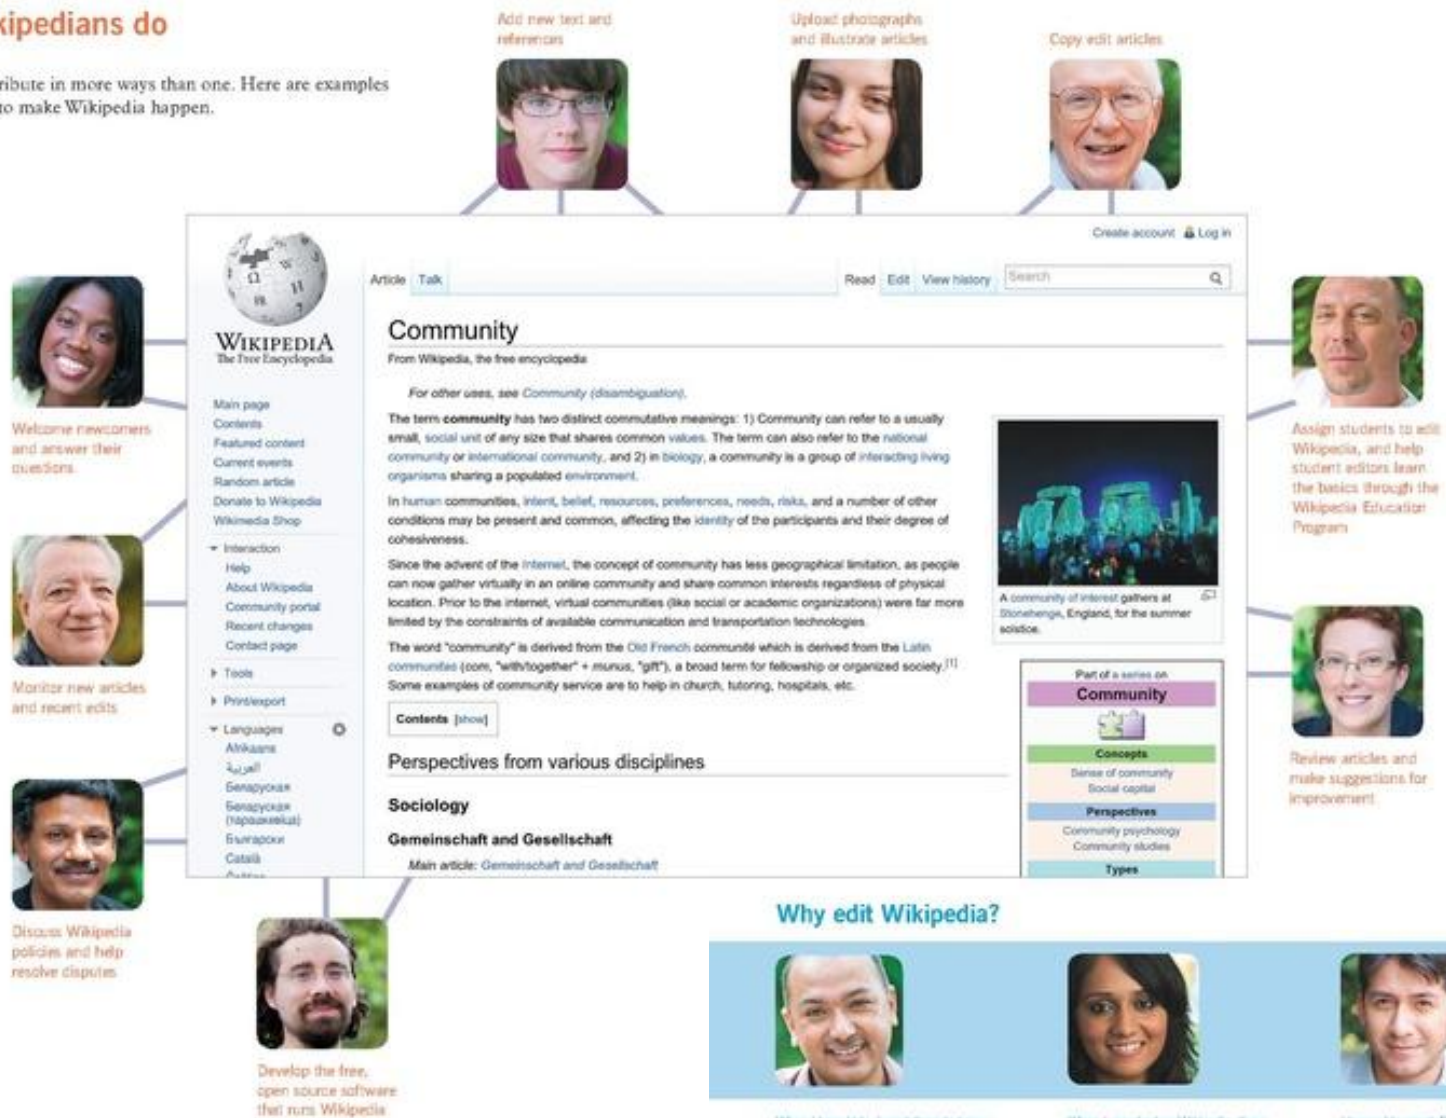 kipedians do
ribute in more ways than one. Here are examples
to make Wikipedia happen.
Add new text and
references
Upload photographs
and illustrate articles
Copy edit articles
Welcome newcomers
and answer their
questions
Monitor new articles
and recent edits
Discuss Wikipedia
policies and help
resolve disputes
Develop the free,
open source software
that runs Wikipedia
Assign students to edit
Wikipedia, and help
student editors learn
the basics through the
Wikipedia Education
Program
Review articles and
make suggestions for
improvement
WIKIPEDIA
The Free Encyclopedia
Main page
Contents
Featured content
Current events
Random article
Donate to Wikipedia
Wikimedia Shop
Interaction
Help
About Wikipedia
Community portal
Recent changes
Contact page
Tools
Print/export
Languages
Afrikaans
العربية
Беларуская
Беларуская
(тарашкевіца)
Български
Català
Create account Log in
Article Talk
Read Edit View history Search
Community
From Wikipedia, the free encyclopedia
For other uses, see Community (disambiguation).
The term community has two distinct commutative meanings: 1) Community can refer to a usually
small, social unit of any size that shares common values. The term can also refer to the national
community or international community, and 2) in biology, a community is a group of interacting living
organisms sharing a populated environment.
In human communities, intent, belief, resources, preferences, needs, risks, and a number of other
conditions may be present and common, affecting the identity of the participants and their degree of
cohesiveness.
Since the advent of the Internet, the concept of community has less geographical limitation, as people
can now gather virtually in an online community and share common interests regardless of physical
location. Prior to the internet, virtual communities (like social or academic organizations) were far more
limited by the constraints of available communication and transportation technologies.
The word "community" is derived from the Old French communité which is derived from the Latin
communitas (com, "with/together" + munus, "gift"), a broad term for fellowship or organized society.[1]
Some examples of community service are to help in church, tutoring, hospitals, etc.
Contents [show]
Perspectives from various disciplines
Sociology
Gemeinschaft and Gesellschaft
Main article: Gemeinschaft and Gesellschaft
A community of interest gathers at
Stonehenge, England, for the summer
solstice.
Part of a series on
Community
Concepts
Sense of community
Social capital
Perspectives
Community psychology
Community studies
Types
Why edit Wikipedia?